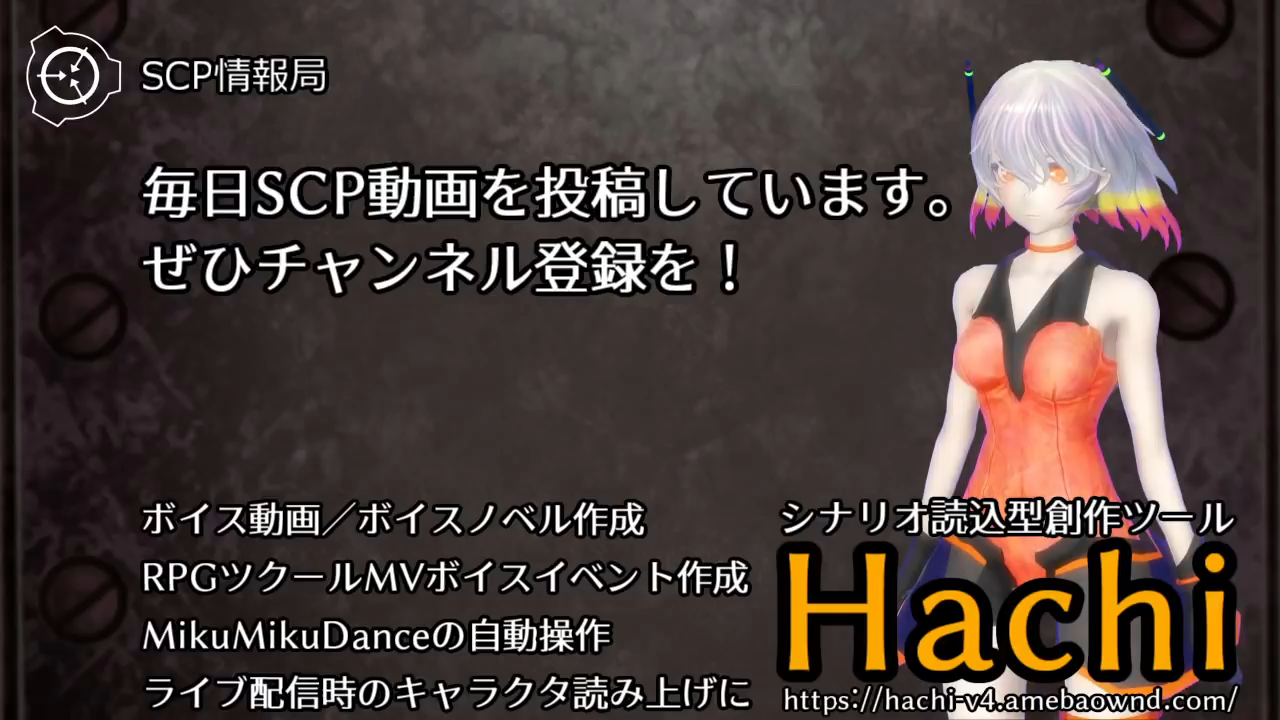 SCP情報局
毎日SCP動画を投稿しています。
ぜひチャンネル登録を！
ボイス動画／ボイスノベル作成
RPGツクールMVボイスイベント作成
MikuMikuDanceの自動操作
ライブ配信時のキャラクタ読み上げに
シナリオ読込型創作ツール
Hachi
https://hachi-v4.amebaownd.com/